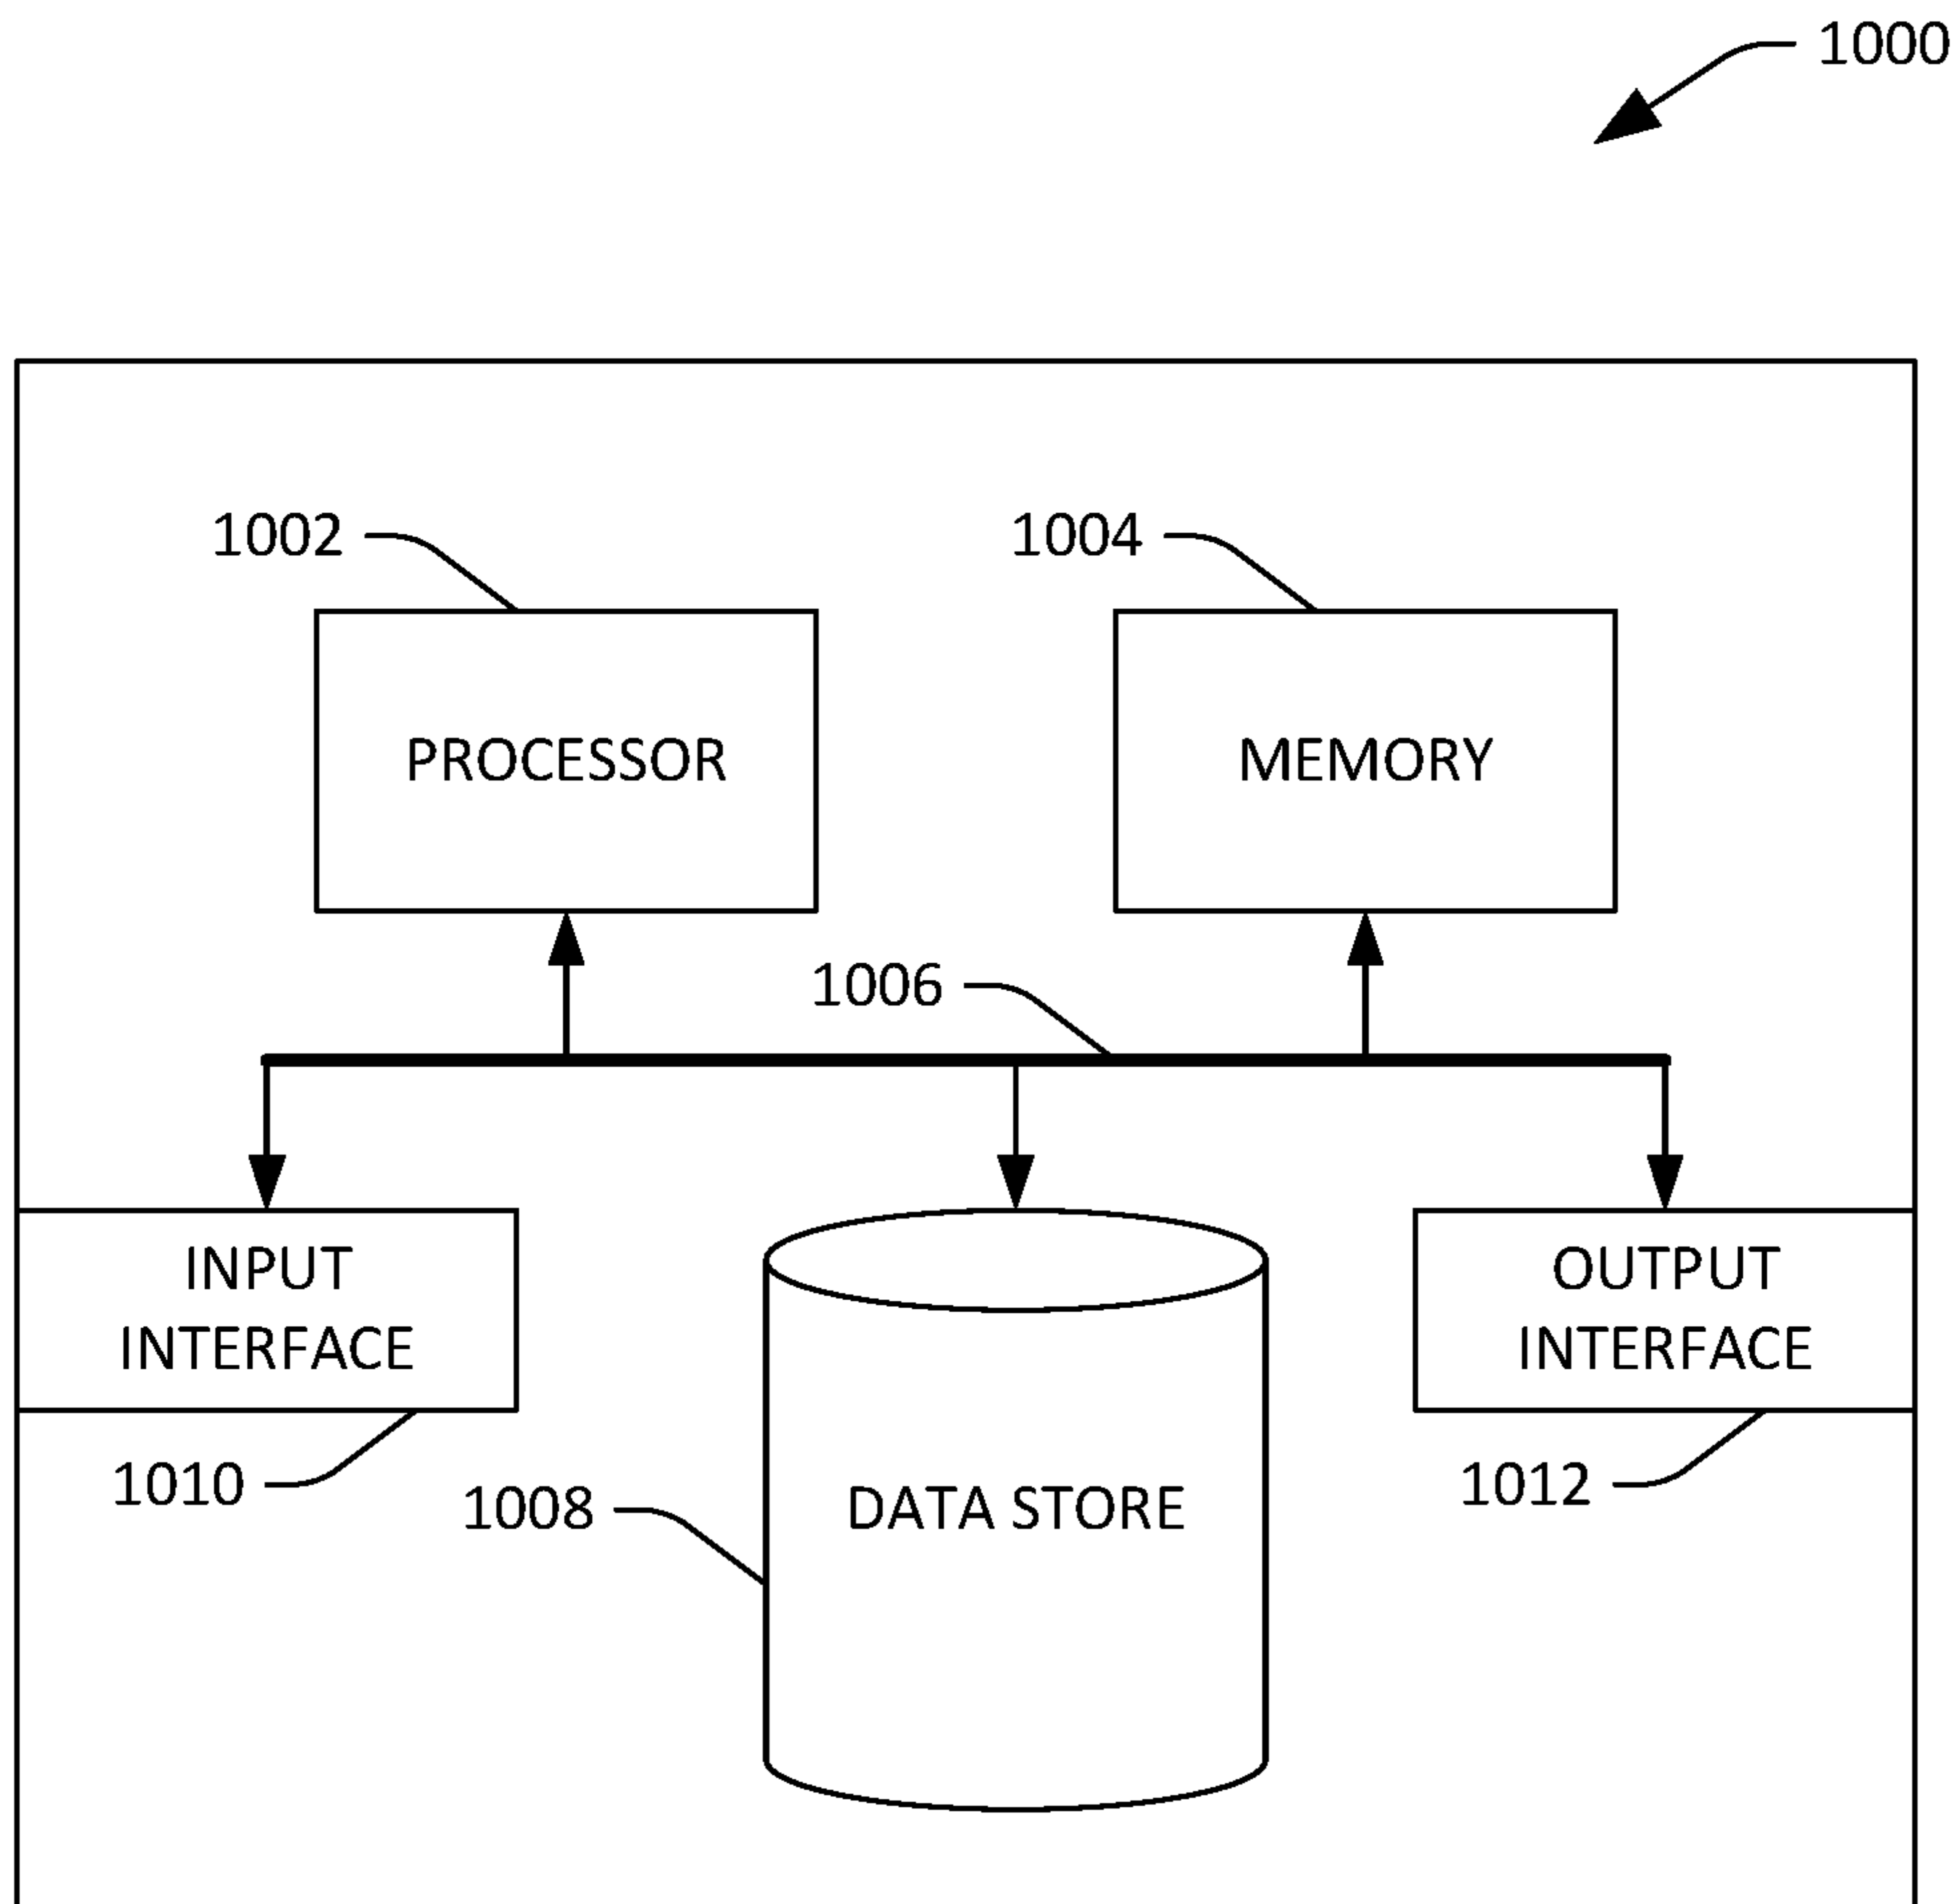 1000
1002
1004
PROCESSOR
MEMORY
1006
INPUT
INTERFACE
OUTPUT
INTERFACE
1010
1008
DATA STORE
1012